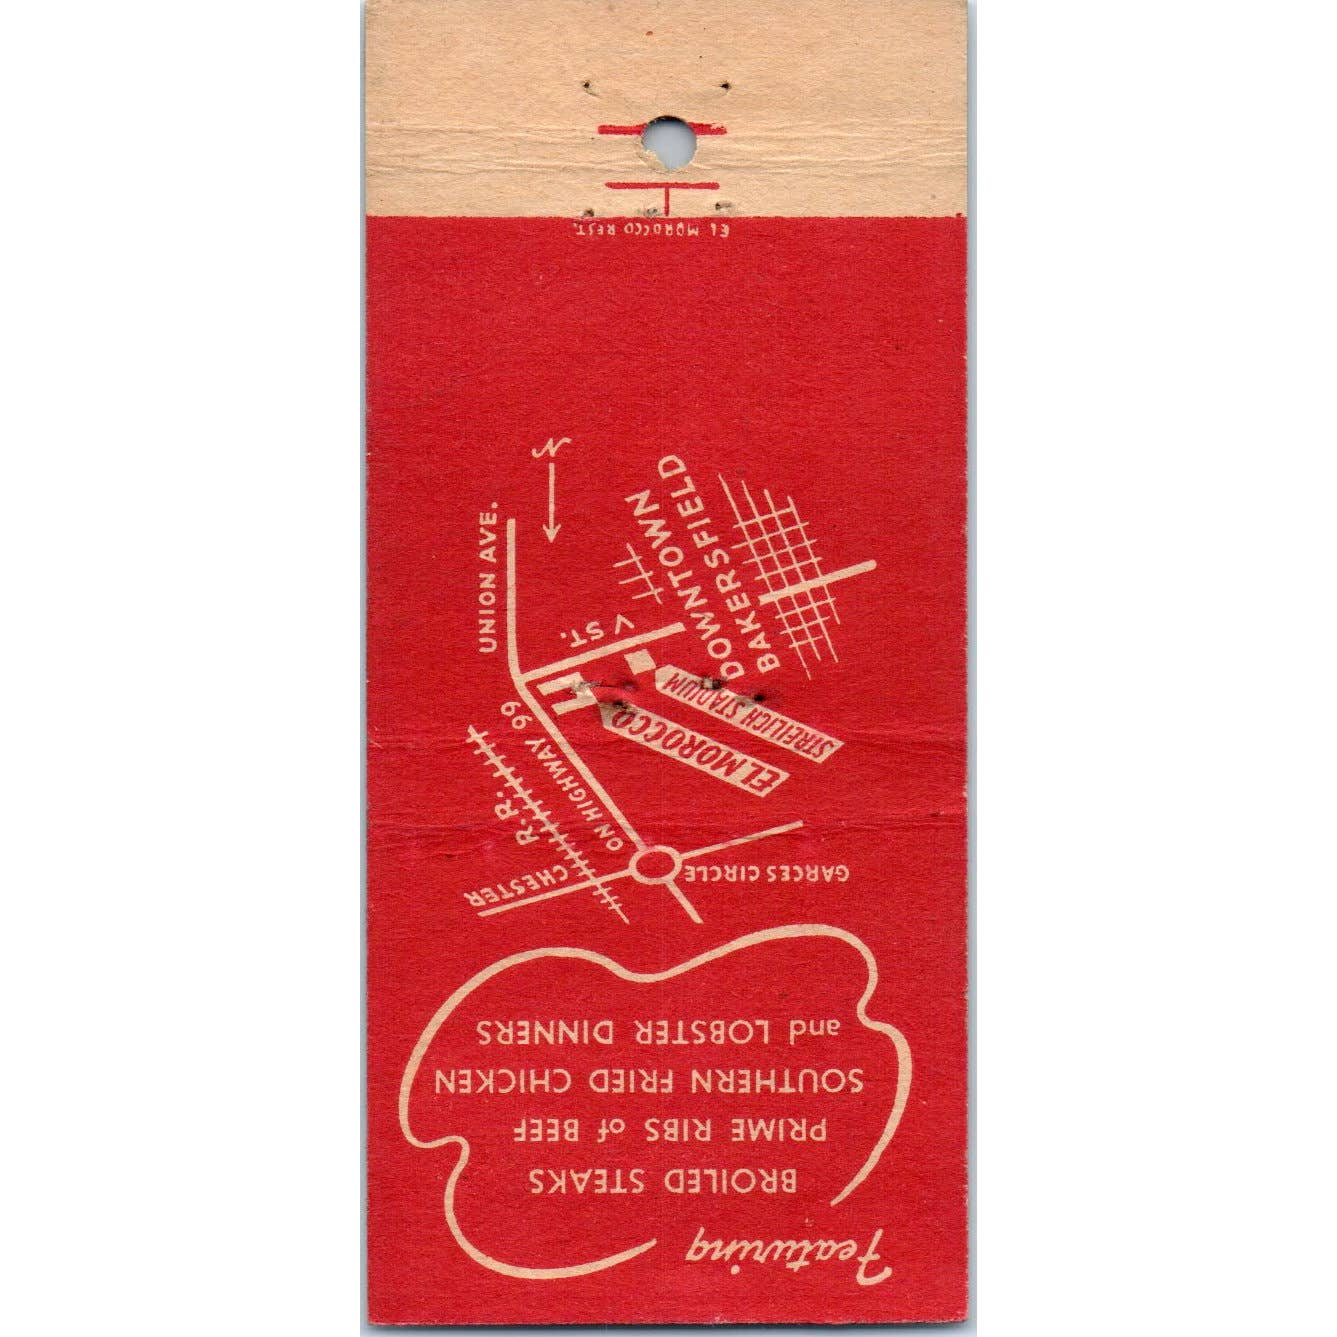 Featuring
BROILED STEAKS
PRIME RIBS of BEEF
SOUTHERN FRIED CHICKEN
and LOBSTER DINNERS
GARCES CIRCLE
CHESTER
R.R.
ON HIGHWAY 99
EL MOROCCO
STREILICH STADIUM
V ST.
UNION AVE.
DOWNTOWN
BAKERSFIELD
N
EL MOROCCO REST.